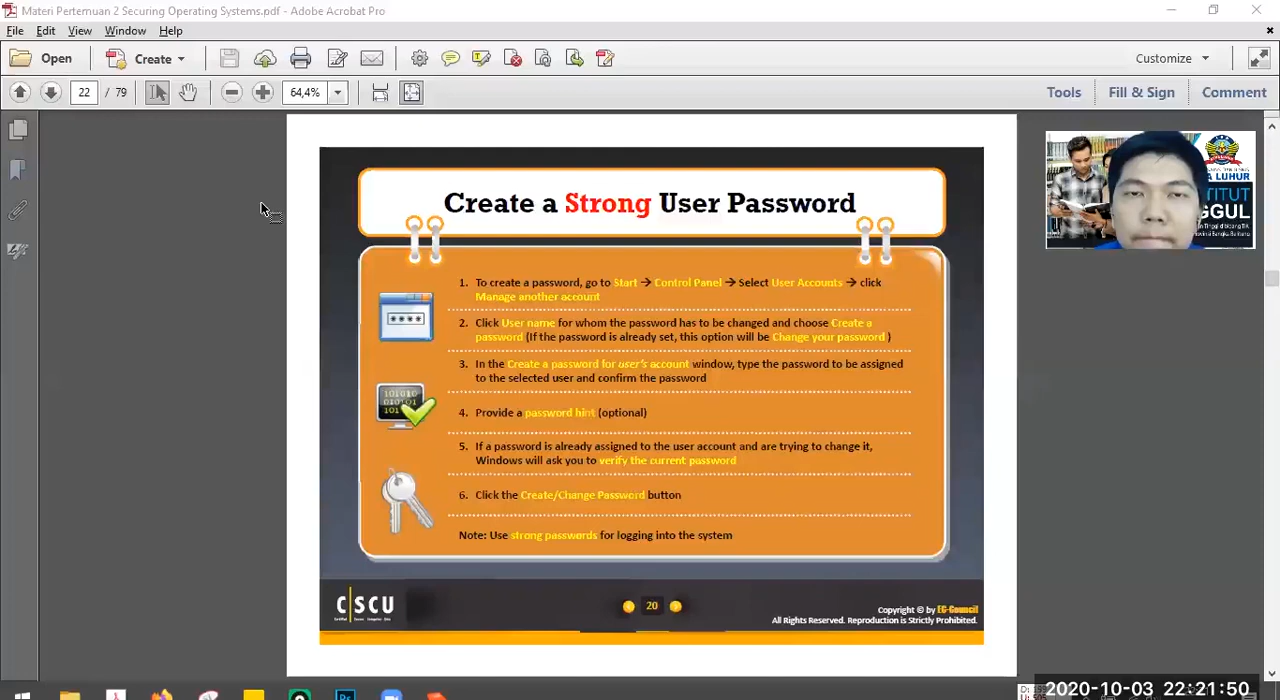 Materi Pertemuan 2 Securing Operating Systems.pdf - Adobe Acrobat Pro
File Edit View Window Help
Open Create Customize
22 / 79 64,4% Tools Fill & Sign Comment
Create a Strong User Password
1. To create a password, go to Start → Control Panel → Select User Accounts → click
Manage another account
2. Click User name for whom the password has to be changed and choose Create a
password (If the password is already set, this option will be Change your password )
3. In the Create a password for user's account window, type the password to be assigned
to the selected user and confirm the password
4. Provide a password hint (optional)
5. If a password is already assigned to the user account and are trying to change it,
Windows will ask you to verify the current password
6. Click the Create/Change Password button
Note: Use strong passwords for logging into the system
101010
010101
101
CISCU
20
Copyright © by EC-Council
All Rights Reserved. Reproduction is Strictly Prohibited.
A LUHUR
TITUT
GGUL
Ps
2020-10-03 22:21:50